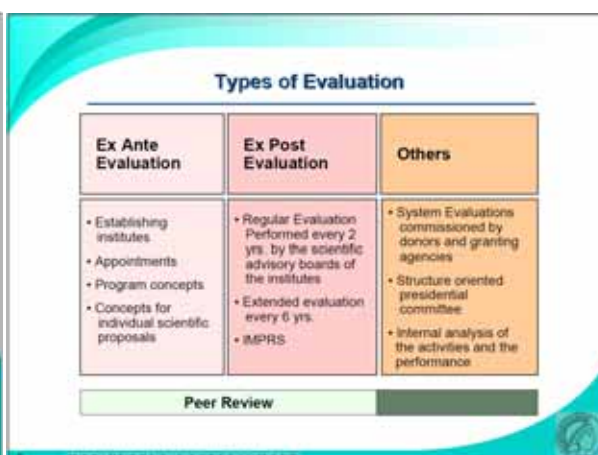 Types of Evaluation
Ex Ante
Evaluation
• Establishing
institutes
• Appointments
• Program concepts
• Concepts for
individual scientific
proposals
Ex Post
Evaluation
• Regular Evaluation
Performed every 2
yrs. by the scientific
advisory boards of
the institutes
• Extended evaluation
every 6 yrs.
• IMPRS
Others
• System Evaluations
commissioned by
donors and granting
agencies
• Structure oriented
presidential
committee
• Internal analysis of
the activities and the
performance
Peer Review